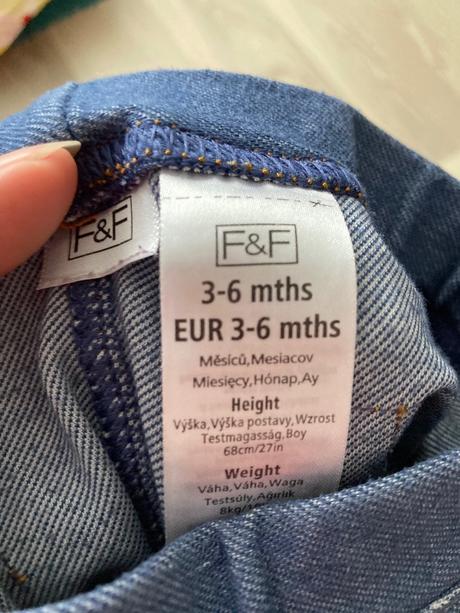 F&F
F&F
3-6 mths
EUR 3-6 mths
Měsíců,Mesiacov
Miesięcy,Hónap,Ay
Height
Výška,Výška postavy,Wzrost
Testmagasság,Boy
68cm/27in
Weight
Váha,Váha,Waga
Testsúly,Ağırlık
8kg/